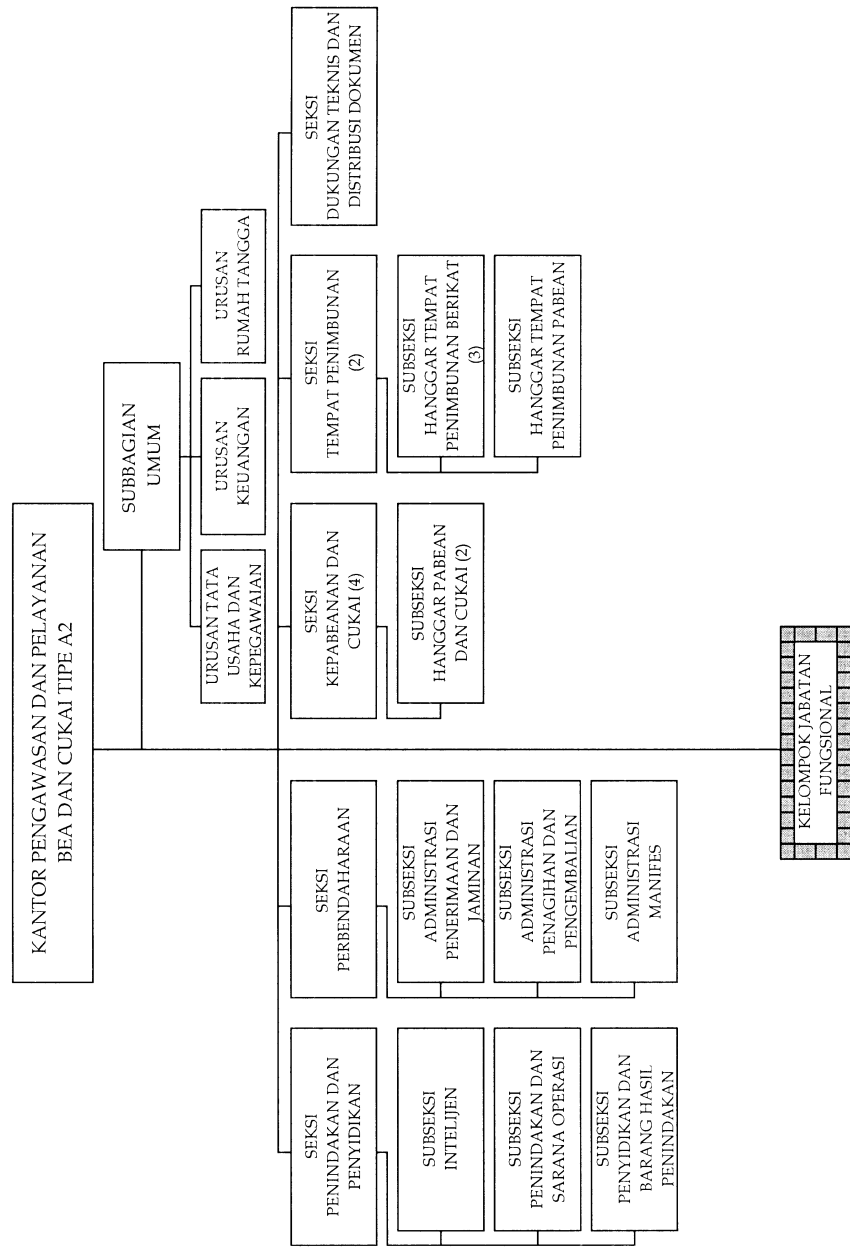 KANTOR PENGAWASAN DAN PELAYANAN
BEA DAN CUKAI TIPE A2
SUBBAGIAN
UMUM
URUSAN TATA
USAHA DAN
KEPEGAWAIAN
URUSAN
KEUANGAN
URUSAN
RUMAH TANGGA
SEKSI
PENINDAKAN DAN
PENYIDIKAN
SUBSEKSI
INTELIJEN
SUBSEKSI
PENINDAKAN DAN
SARANA OPERASI
SUBSEKSI
PENYIDIKAN DAN
BARANG HASIL
PENINDAKAN
SEKSI
PERBENDAHARAAN
SUBSEKSI
ADMINISTRASI
PENERIMAAN DAN
JAMINAN
SUBSEKSI
ADMINISTRASI
PENAGIHAN DAN
PENGEMBALIAN
SUBSEKSI
ADMINISTRASI
MANIFES
SEKSI
KEPABEANAN DAN
CUKAI (4)
SUBSEKSI
HANGGAR PABEAN
DAN CUKAI (2)
SEKSI
TEMPAT PENIMBUNAN
(2)
SUBSEKSI
HANGGAR TEMPAT
PENIMBUNAN BERIKAT
(3)
SUBSEKSI
HANGGAR TEMPAT
PENIMBUNAN PABEAN
SEKSI
DUKUNGAN TEKNIS DAN
DISTRIBUSI DOKUMEN
KELOMPOK JABATAN
FUNGSIONAL